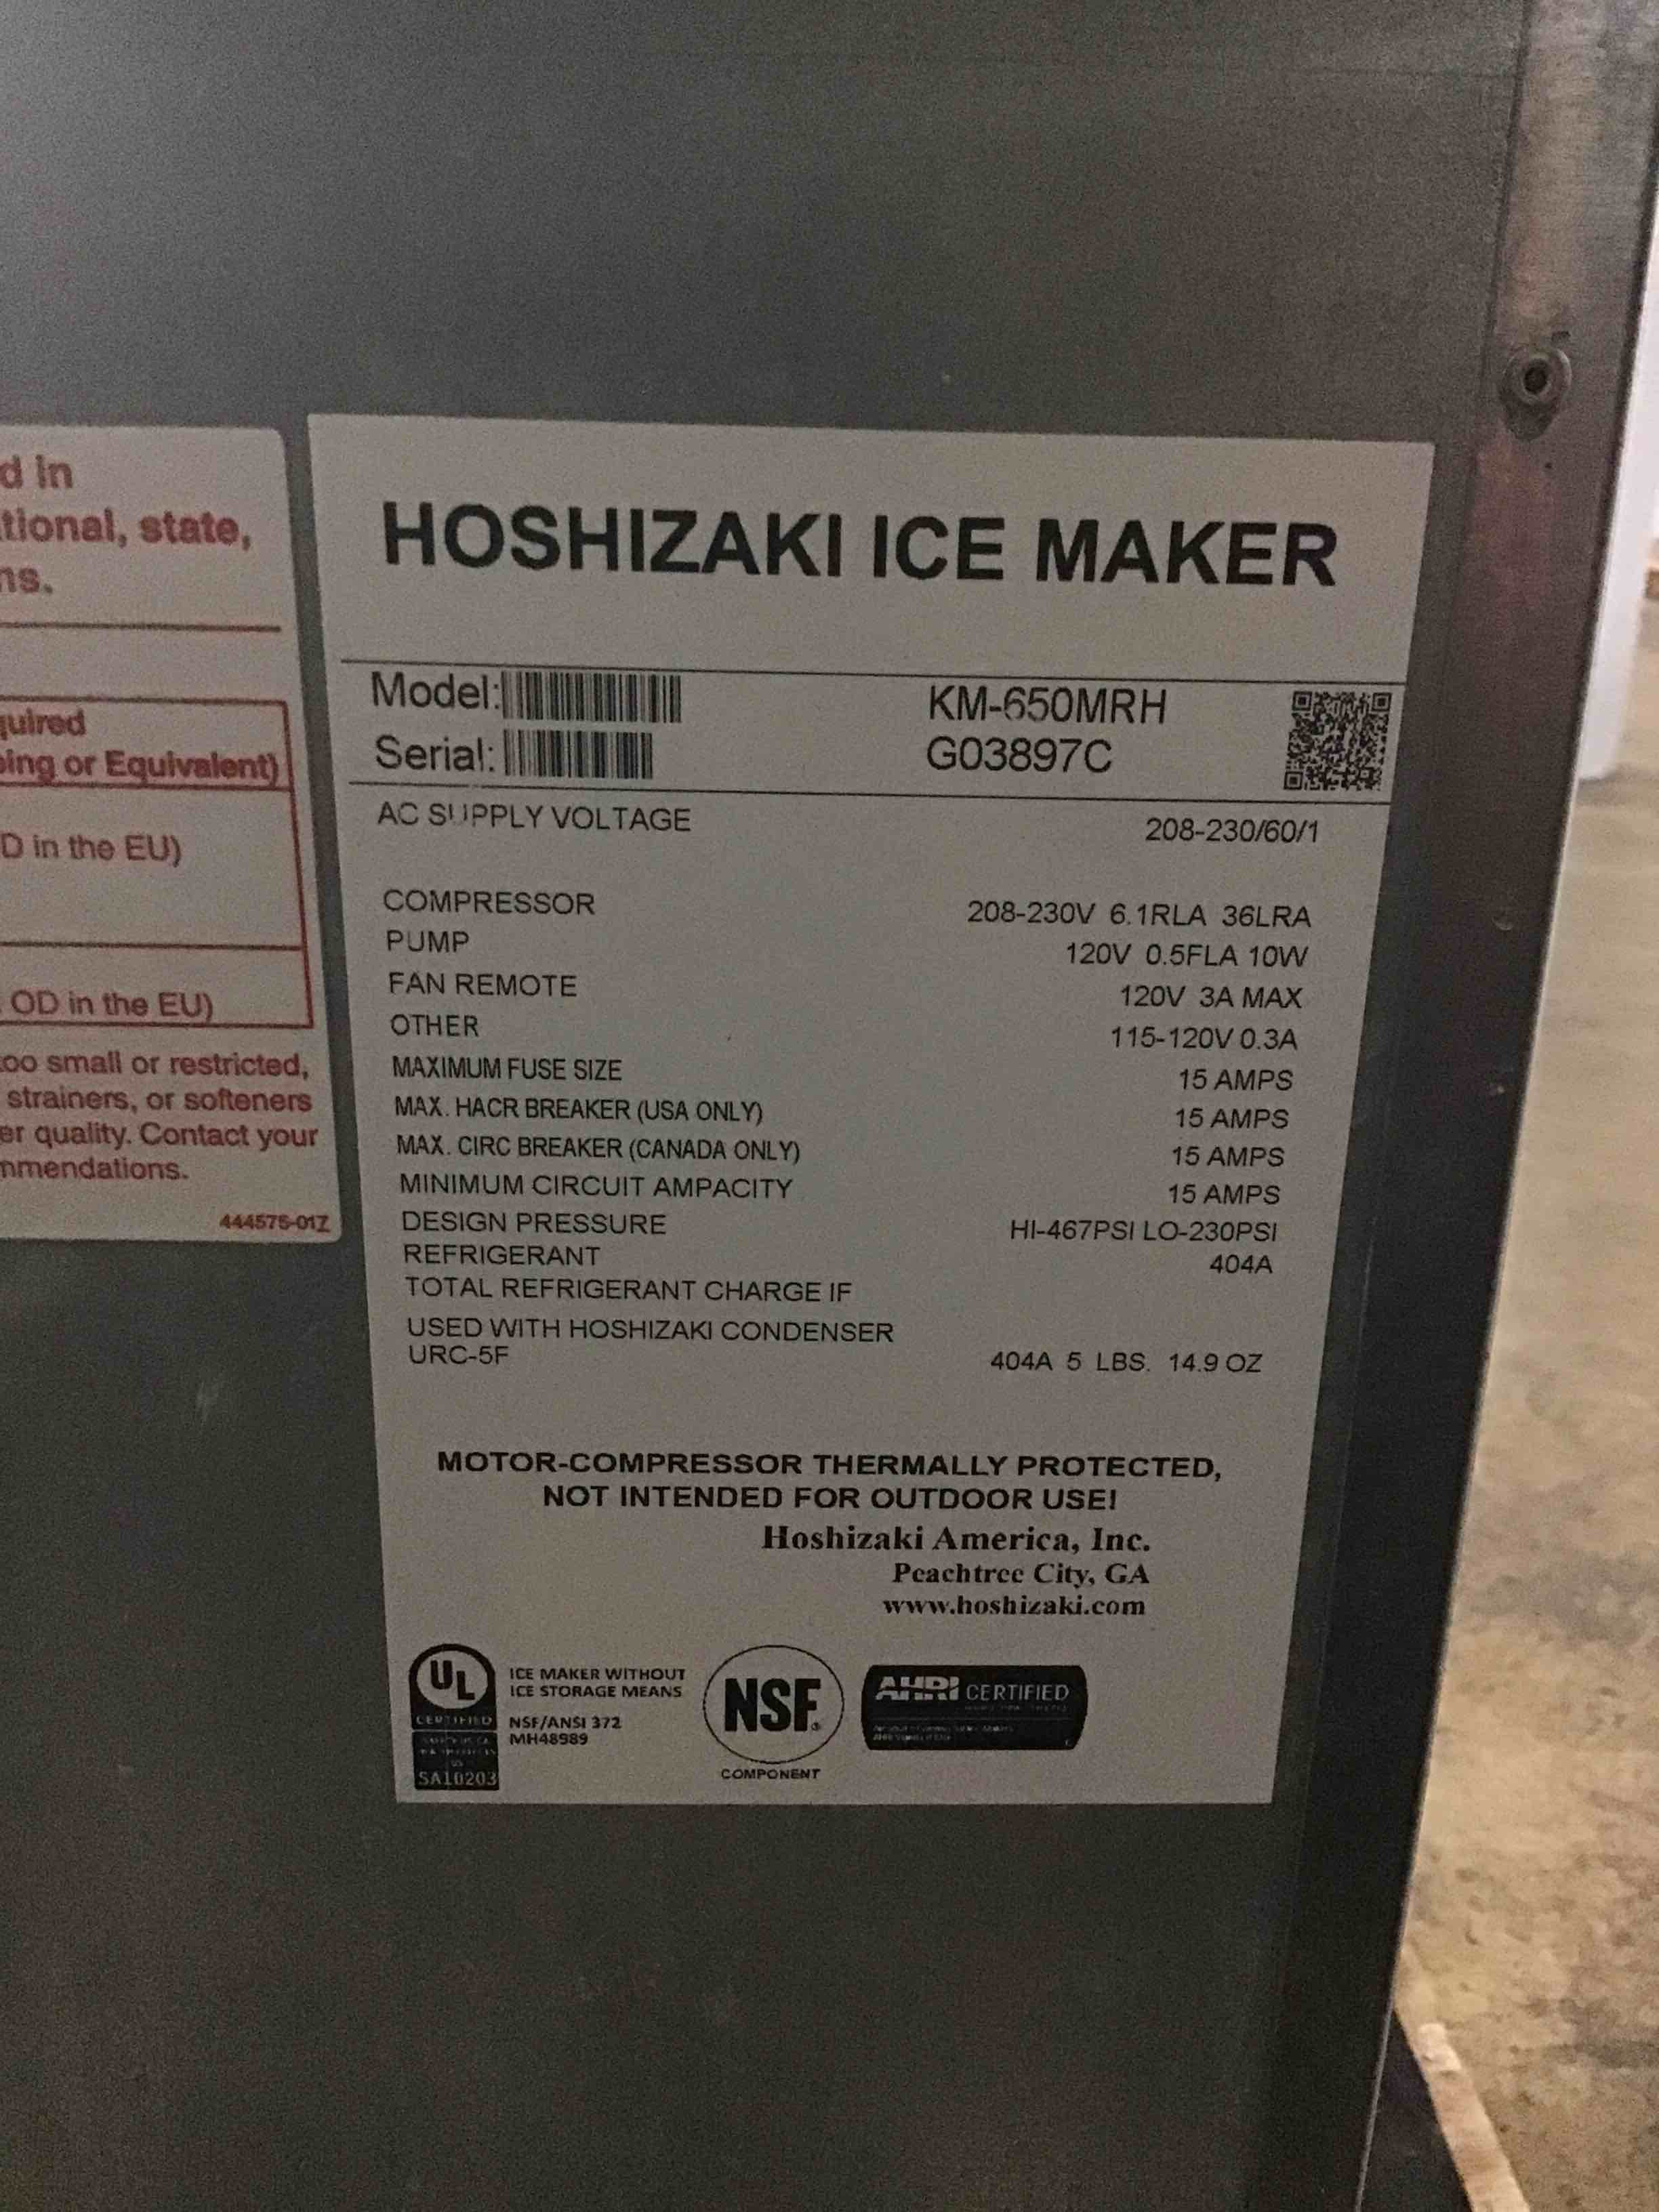 d in
tional, state,
ns.
quired
ping or Equivalent)
D in the EU)
OD in the EU)
too small or restricted,
strainers, or softeners
er quality. Contact your
mmendations.
444575-01Z
HOSHIZAKI ICE MAKER
Model: KM-650MRH
Serial: G03897C
AC SUPPLY VOLTAGE 208-230/60/1
COMPRESSOR 208-230V 6.1RLA 36LRA
PUMP 120V 0.5FLA 10W
FAN REMOTE 120V 3A MAX
OTHER 115-120V 0.3A
MAXIMUM FUSE SIZE 15 AMPS
MAX. HACR BREAKER (USA ONLY) 15 AMPS
MAX. CIRC BREAKER (CANADA ONLY) 15 AMPS
MINIMUM CIRCUIT AMPACITY 15 AMPS
DESIGN PRESSURE HI-467PSI LO-230PSI
REFRIGERANT 404A
TOTAL REFRIGERANT CHARGE IF
USED WITH HOSHIZAKI CONDENSER
URC-5F 404A 5 LBS. 14.9 OZ
MOTOR-COMPRESSOR THERMALLY PROTECTED,
NOT INTENDED FOR OUTDOOR USE!
Hoshizaki America, Inc.
Peachtree City, GA
www.hoshizaki.com
UL
CERTIFIED
SA10203
ICE MAKER WITHOUT
ICE STORAGE MEANS
NSF/ANSI 372
MH48989
NSF®
COMPONENT
AHRI CERTIFIED